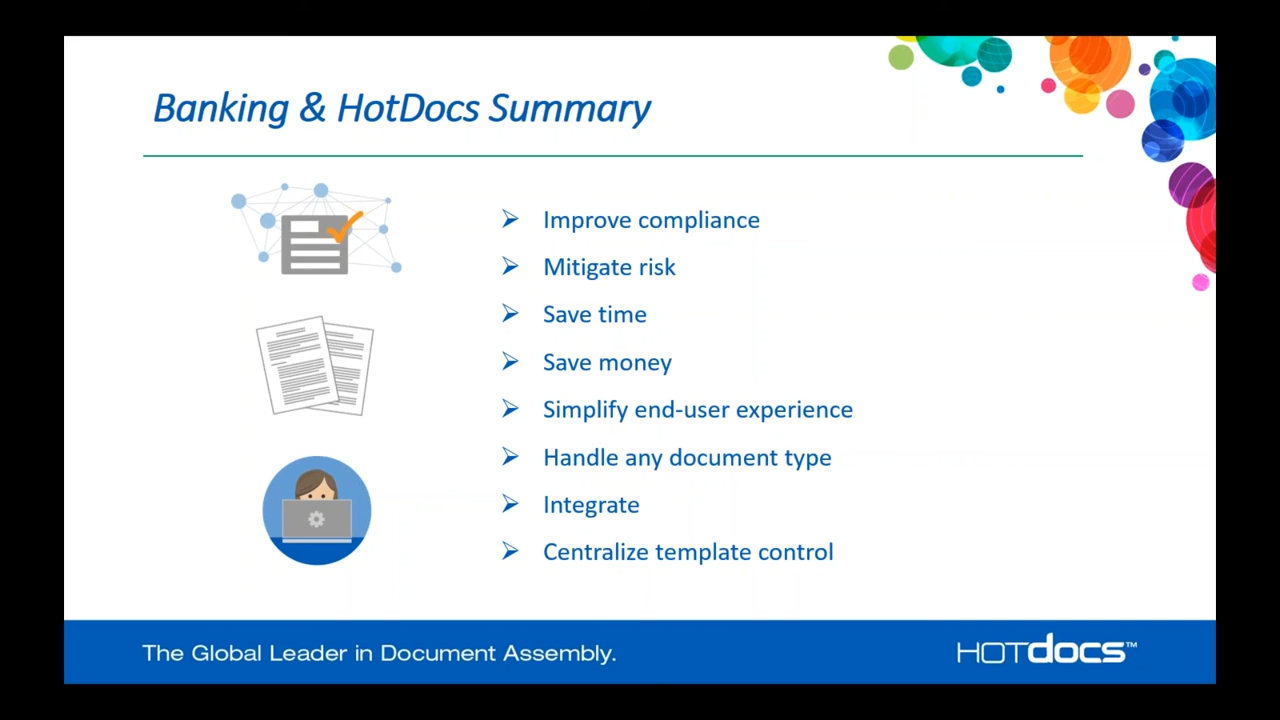 Banking & HotDocs Summary
Improve compliance
Mitigate risk
Save time
Save money
Simplify end-user experience
Handle any document type
Integrate
Centralize template control
The Global Leader in Document Assembly.
HOTdocs™